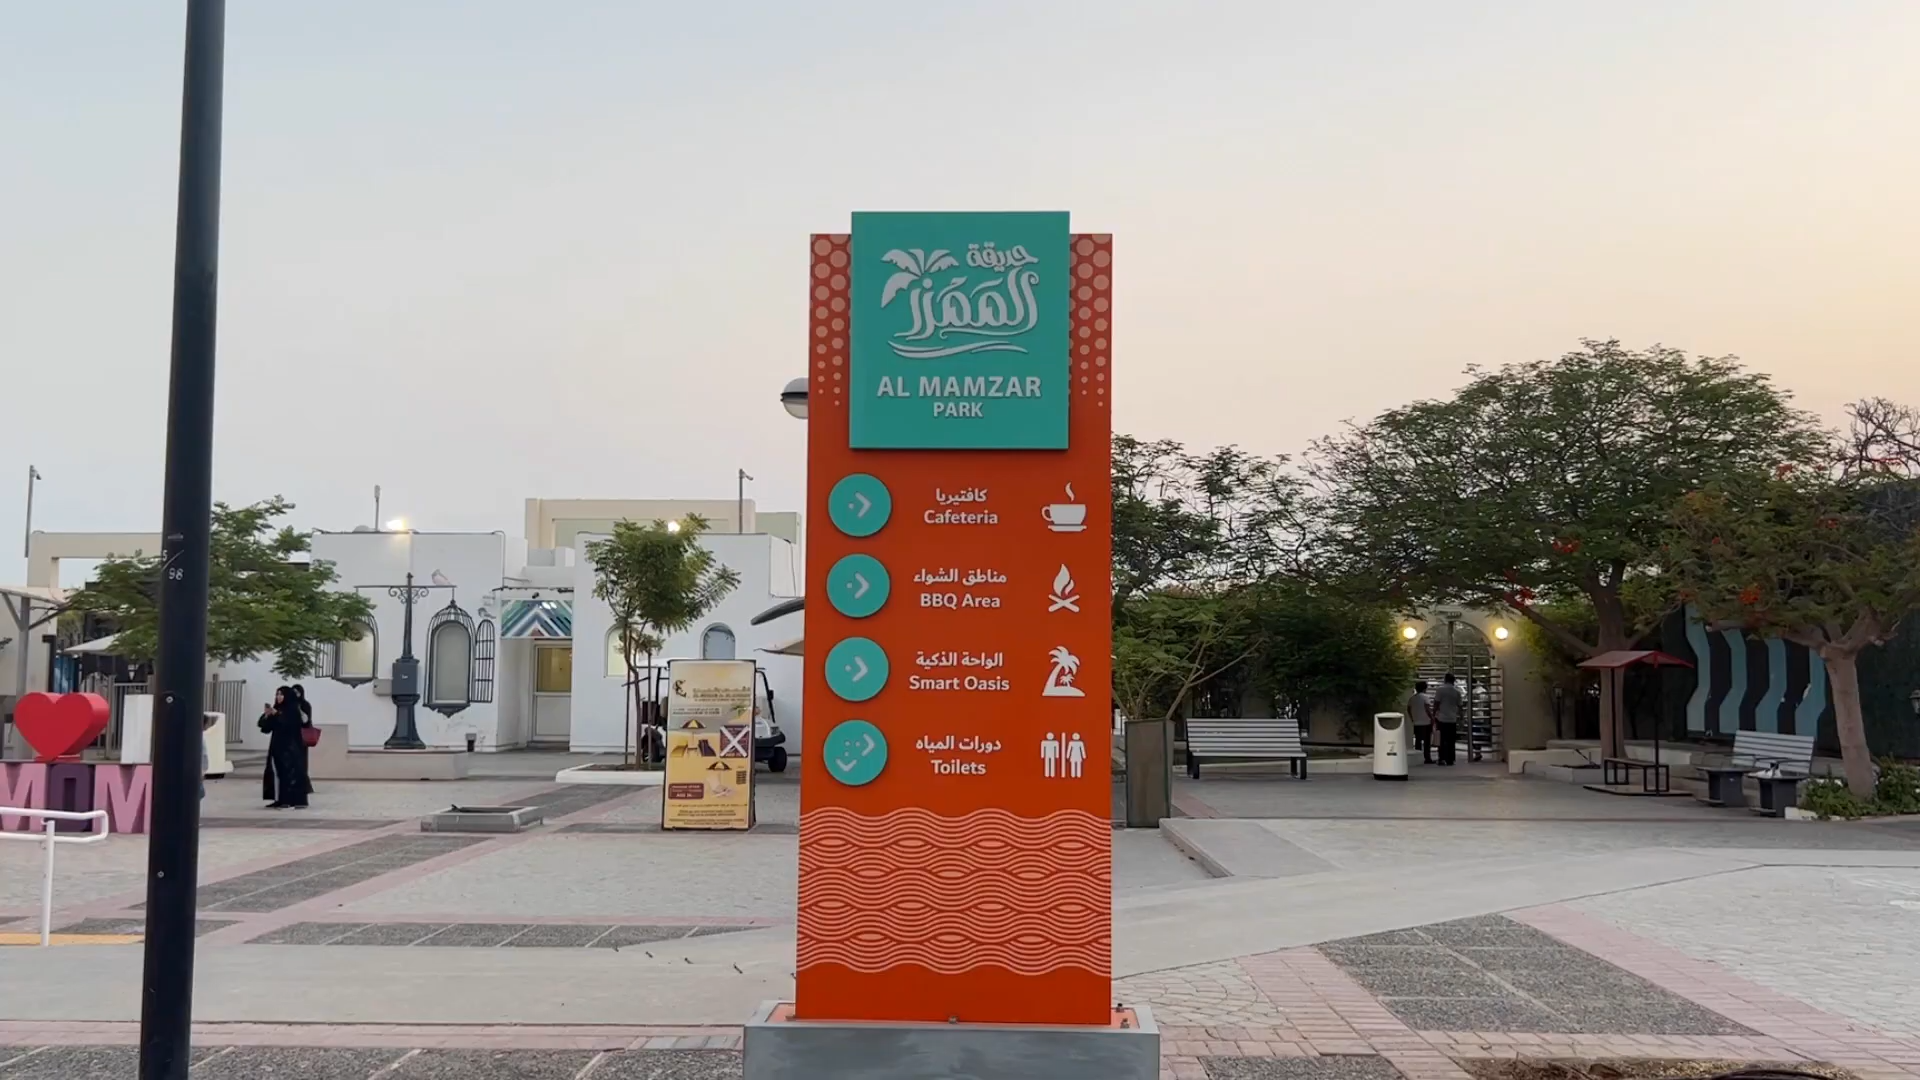 حديقة
الممزر
AL MAMZAR
PARK
كافتيريا
Cafeteria
مناطق الشواء
BBQ Area
الواحة الذكية
Smart Oasis
دورات المياه
Toilets
MOM
98